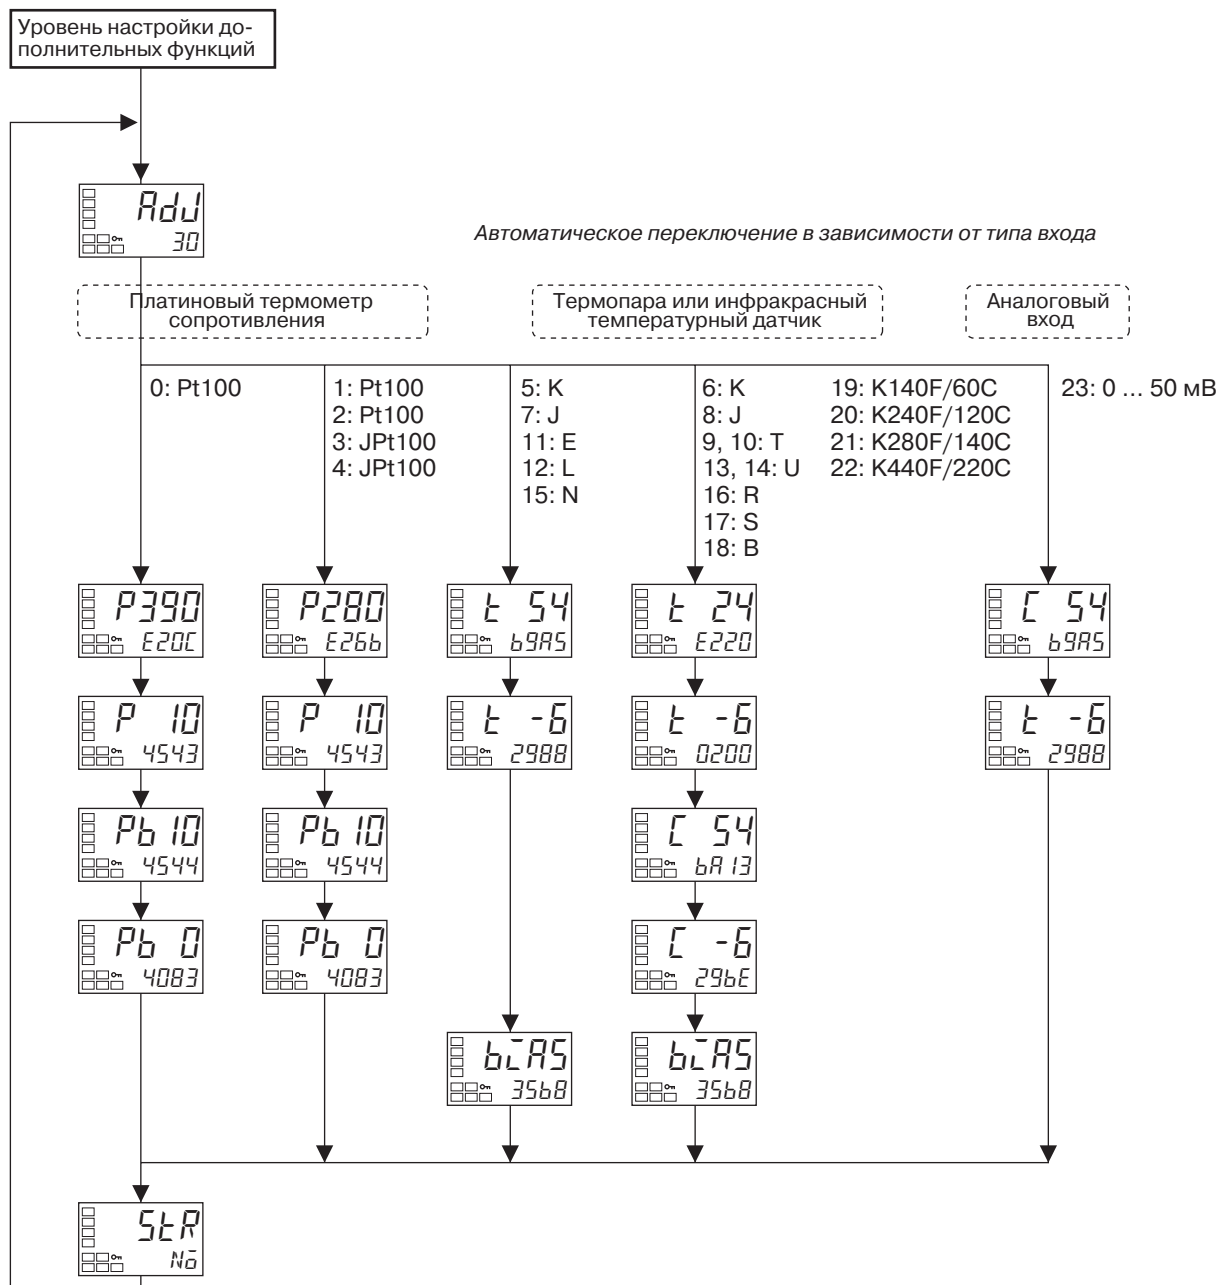 Уровень настройки до-
полнительных функций
AdJ
30
Автоматическое переключение в зависимости от типа входа
Платиновый термометр
сопротивления
Термопара или инфракрасный
температурный датчик
Аналоговый
вход
0: Pt100
1: Pt100
2: Pt100
3: JPt100
4: JPt100
5: K
7: J
11: E
12: L
15: N
6: K
8: J
9, 10: T
13, 14: U
16: R
17: S
18: B
19: K140F/60C
20: K240F/120C
21: K280F/140C
22: K440F/220C
23: 0 ... 50 мВ
P390
E20C
P280
E26b
t 54
b9A5
t 24
E220
C 54
b9A5
P 10
4543
P 10
4543
t -6
2988
t -6
0200
t -6
2988
Pb 10
4544
Pb 10
4544
C 54
bA13
Pb 0
4083
Pb 0
4083
C -6
29bE
biAS
35b8
biAS
35b8
StR
No